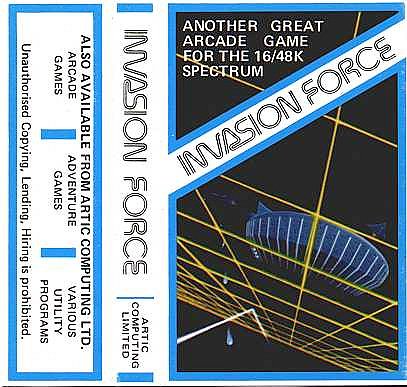 ANOTHER GREAT
ARCADE GAME
FOR THE 16/48K
SPECTRUM
INVASION FORCE
INVASION FORCE
ARTIC
COMPUTING
LIMITED
ALSO AVAILABLE FROM ARTIC COMPUTING LTD.
ARCADE
GAMES
ADVENTURE
GAMES
VARIOUS
UTILITY
PROGRAMS
Unauthorised Copying, Lending, Hiring is prohibited.